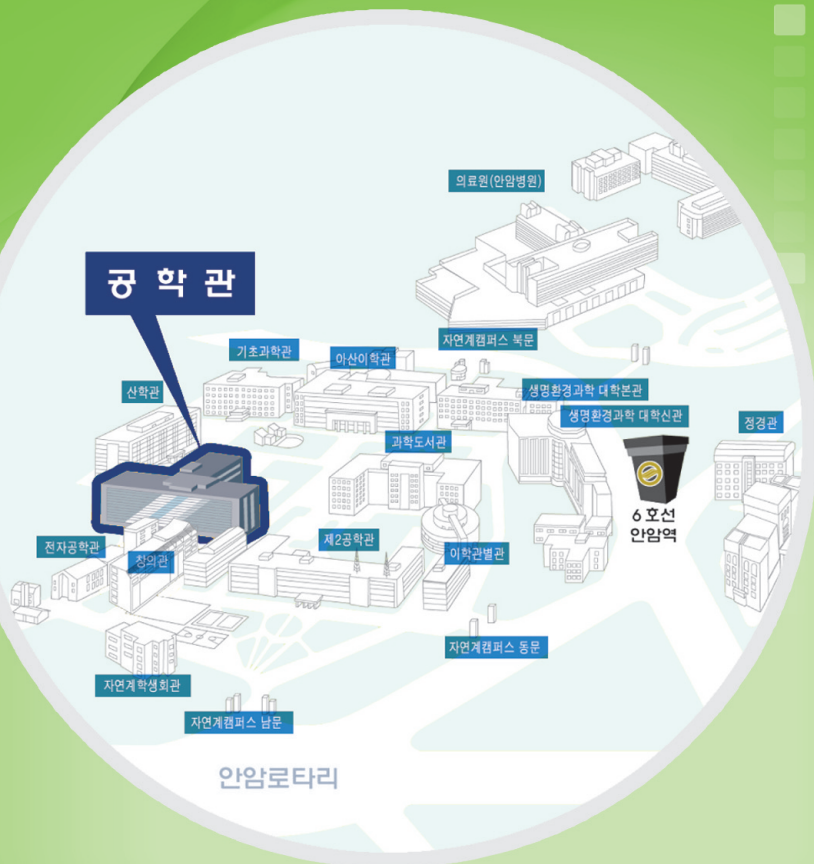 의료원(안암병원)
공학관
자연계캠퍼스 북문
기초과학관
아산이학관
산학관
생명환경과학 대학본관
생명환경과학 대학신관
정경관
과학도서관
6호선
안암역
전자공학관
창의관
제2공학관
이학관별관
자연계캠퍼스 동문
자연계학생회관
자연계캠퍼스 남문
안암로타리